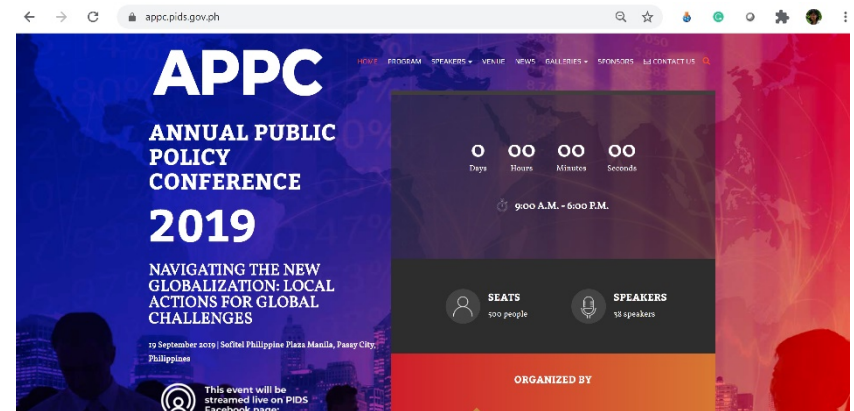 appc.pids.gov.ph
APPC
HOME PROGRAM SPEAKERS VENUE NEWS GALLERIES SPONSORS CONTACT US
ANNUAL PUBLIC
POLICY
CONFERENCE
2019
NAVIGATING THE NEW
GLOBALIZATION: LOCAL
ACTIONS FOR GLOBAL
CHALLENGES
19 September 2019 | Sofitel Philippine Plaza Manila, Pasay City,
Philippines
This event will be
streamed live on PIDS
Facebook page:
0 00 00 00
Days Hours Minutes Seconds
9:00 A.M. - 6:00 P.M.
SEATS
500 people
SPEAKERS
38 speakers
ORGANIZED BY